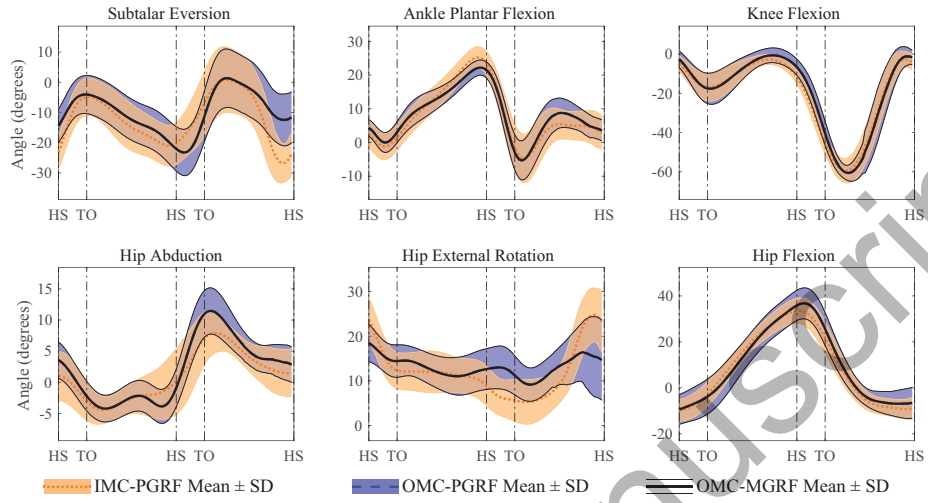 Subtalar Eversion
Ankle Plantar Flexion
Knee Flexion
Angle (degrees)
10
0
-10
-20
-30
30
20
10
0
-10
0
-20
-40
-60
HS TO HS TO HS
HS TO HS TO HS
HS TO HS TO HS
Hip Abduction
Hip External Rotation
Hip Flexion
Angle (degrees)
15
10
5
0
-5
30
20
10
0
40
20
0
-20
HS TO HS TO HS
HS TO HS TO HS
HS TO HS TO HS
IMC-PGRF Mean ± SD
OMC-PGRF Mean ± SD
OMC-MGRF Mean ± SD
nuscrip